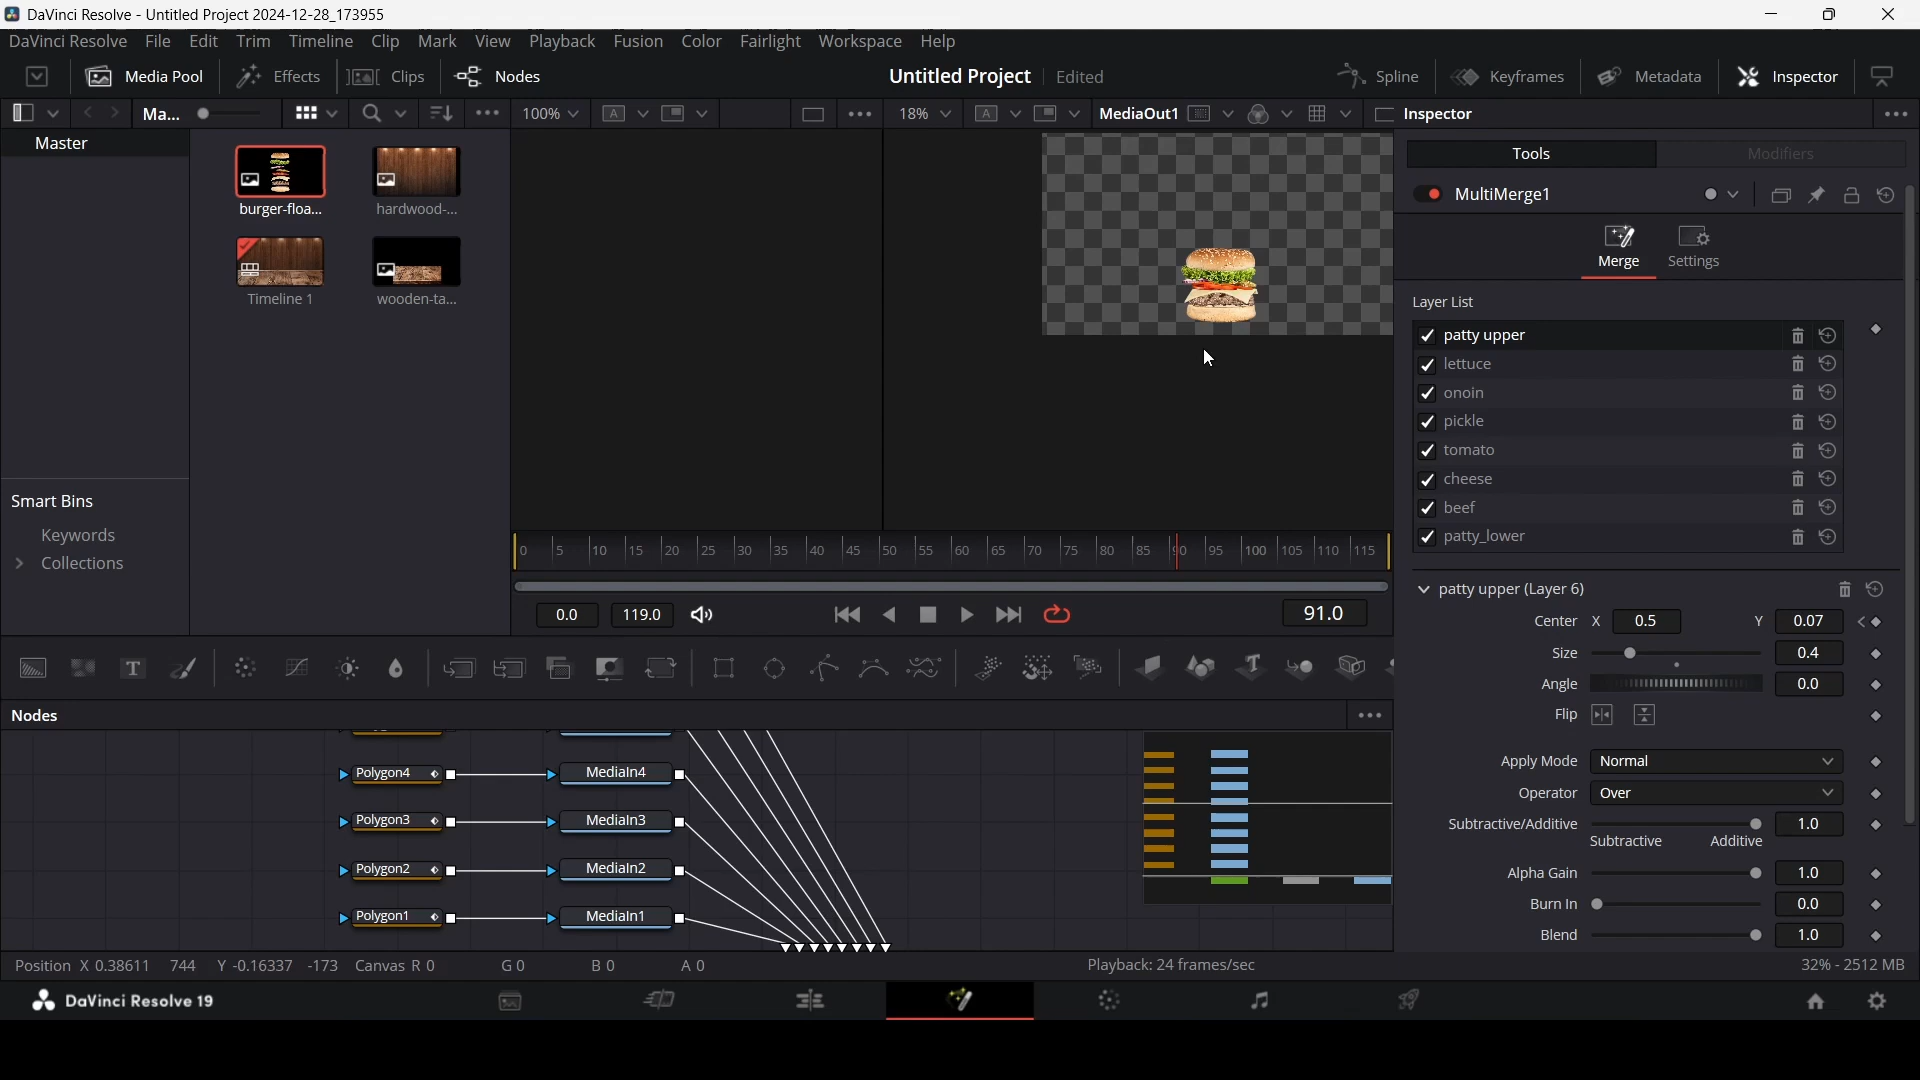 DaVinci Resolve - Untitled Project 2024-12-28_173955
DaVinci Resolve File Edit Trim Timeline Clip Mark View Playback Fusion Color Fairlight Workspace Help
Media Pool Effects Clips Nodes Untitled Project Edited Spline Keyframes Metadata Inspector
Ma... 100% 18% MediaOut1 Inspector
Master
burger-floa... hardwood-...
Timeline 1 wooden-ta...
Smart Bins
Keywords
Collections
Tools Modifiers
MultiMerge1
Merge Settings
Layer List
patty upper
lettuce
onoin
pickle
tomato
cheese
beef
patty_lower
0 5 10 15 20 25 30 35 40 45 50 55 60 65 70 75 80 85 90 95 100 105 110 115
0.0 119.0 91.0
patty upper (Layer 6)
Center X 0.5 Y 0.07
Size 0.4
Angle 0.0
Flip
Apply Mode Normal
Operator Over
Subtractive/Additive 1.0
Subtractive Additive
Alpha Gain 1.0
Burn In 0.0
Blend 1.0
Nodes
Polygon4 MediaIn4
Polygon3 MediaIn3
Polygon2 MediaIn2
Polygon1 MediaIn1
Position X 0.38611 744 Y -0.16337 -173 Canvas R 0 G 0 B 0 A 0 Playback: 24 frames/sec 32% - 2512 MB
DaVinci Resolve 19